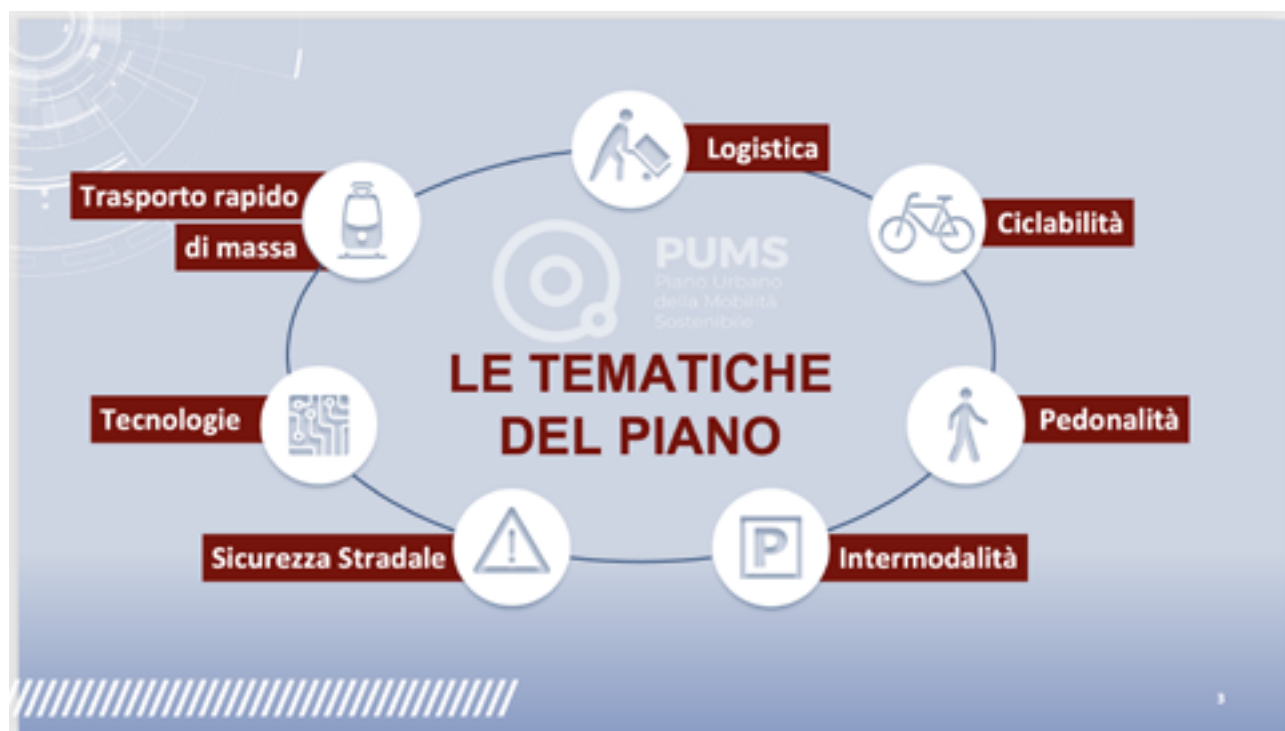 Logistica
Trasporto rapido
di massa
Ciclabilità
PUMS
Piano Urbano
della Mobilità
Sostenibile
LE TEMATICHE
DEL PIANO
Tecnologie
Pedonalità
Sicurezza Stradale
P
Intermodalità
3